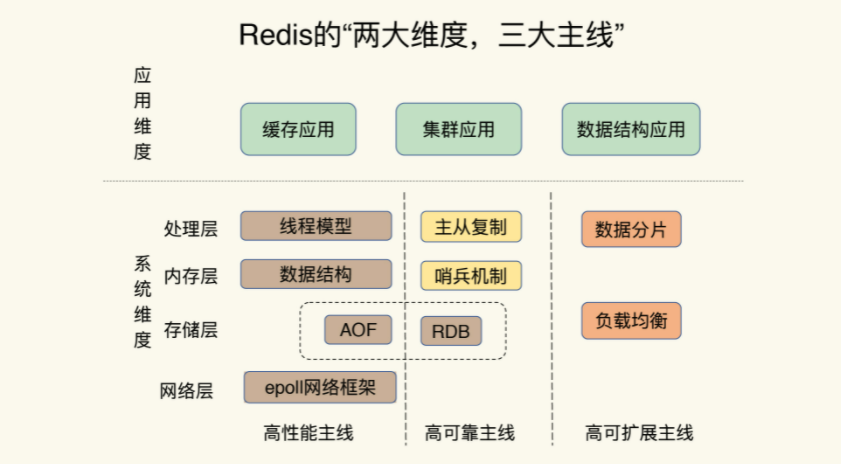 Redis的“两大维度，三大主线”
应用维度
缓存应用
集群应用
数据结构应用
系统维度
处理层
线程模型
主从复制
数据分片
内存层
数据结构
哨兵机制
存储层
AOF
RDB
负载均衡
网络层
epoll网络框架
高性能主线
高可靠主线
高可扩展主线